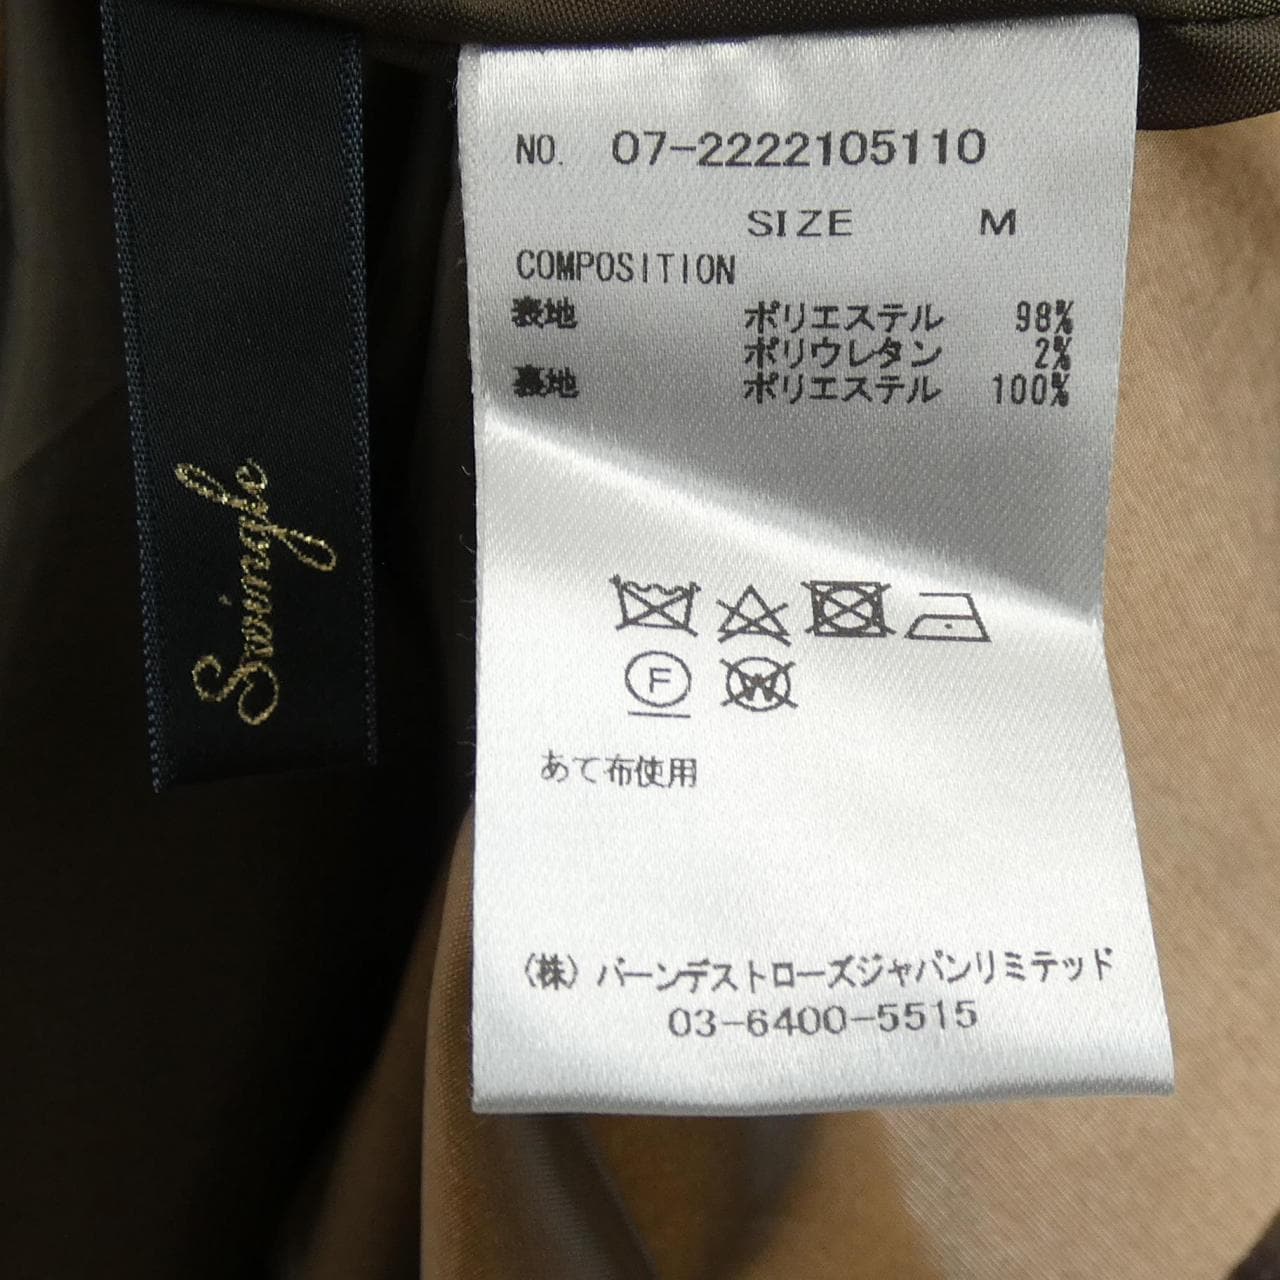 Swingle
NO. 07-2222105110
SIZE M
COMPOSITION
表地 ポリエステル 98%
ポリウレタン 2%
裏地 ポリエステル 100%
F
W
あて布使用
(株) バーンデストローズジャパンリミテッド
03-6400-5515